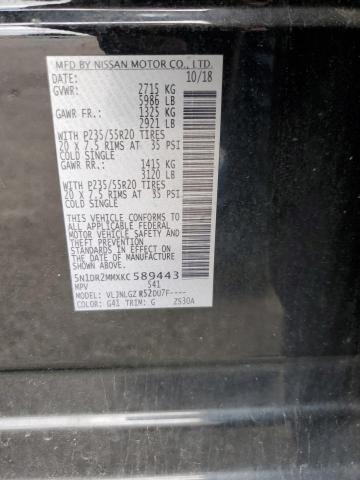 MFD BY NISSAN MOTOR CO., LTD.
DATE: 10/18
GVWR: 2715 KG
5986 LB
GAWR FR.: 1325 KG
2921 LB
WITH P235/55R20 TIRES
20 X 7.5 RIMS AT 35 PSI
COLD SINGLE
GAWR RR.: 1415 KG
3120 LB
WITH P235/55R20 TIRES
20 X 7.5 RIMS AT 35 PSI
COLD SINGLE
THIS VEHICLE CONFORMS TO
ALL APPLICABLE FEDERAL
MOTOR VEHICLE SAFETY
AND THEFT PREVENTION
STANDARDS IN EFFECT ON
THE DATE OF MANUFACTURE
SHOWN ABOVE.
5N1DR2MMXKC589443
MPV 541
MODEL: VLJNLGZ R52DU7F----
COLOR: G41 TRIM: G ZS30A